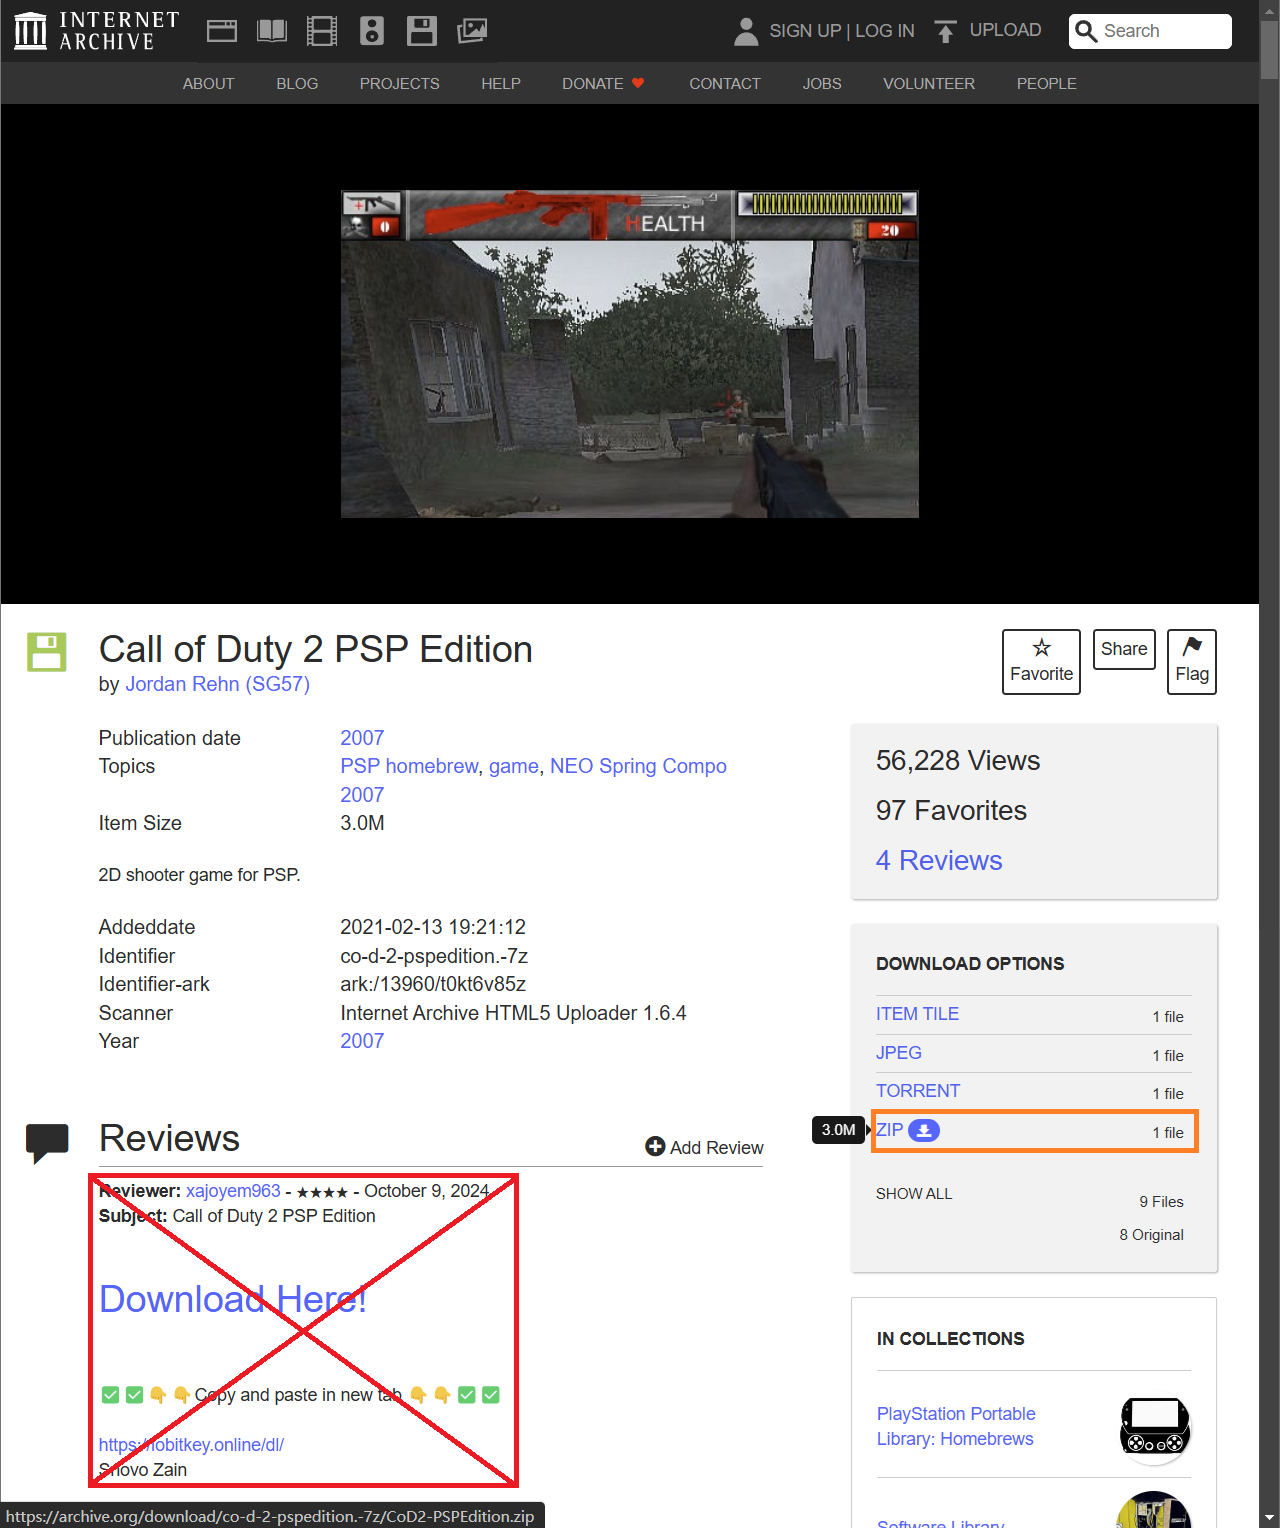 INTERNET
ARCHIVE
SIGN UP | LOG IN
UPLOAD
Search
ABOUT
BLOG
PROJECTS
HELP
DONATE
CONTACT
JOBS
VOLUNTEER
PEOPLE
0
HEALTH
20
Call of Duty 2 PSP Edition
by Jordan Rehn (SG57)
Favorite
Share
Flag
Publication date 2007
Topics PSP homebrew, game, NEO Spring Compo
2007
Item Size 3.0M
2D shooter game for PSP.
Addeddate 2021-02-13 19:21:12
Identifier co-d-2-pspedition.-7z
Identifier-ark ark:/13960/t0kt6v85z
Scanner Internet Archive HTML5 Uploader 1.6.4
Year 2007
56,228 Views
97 Favorites
4 Reviews
DOWNLOAD OPTIONS
ITEM TILE 1 file
JPEG 1 file
TORRENT 1 file
3.0M
ZIP 1 file
SHOW ALL 9 Files
8 Original
Reviews
Add Review
Reviewer: xajoyem963 - ★★★★ - October 9, 2024
Subject: Call of Duty 2 PSP Edition
Download Here!
✅ ✅ 👇 👇 Copy and paste in new tab 👇 👇 ✅ ✅
Zain
IN COLLECTIONS
PlayStation Portable
Library: Homebrews
Software Library
https://archive.org/download/co-d-2-pspedition.-7z/CoD2-PSPEdition.zip